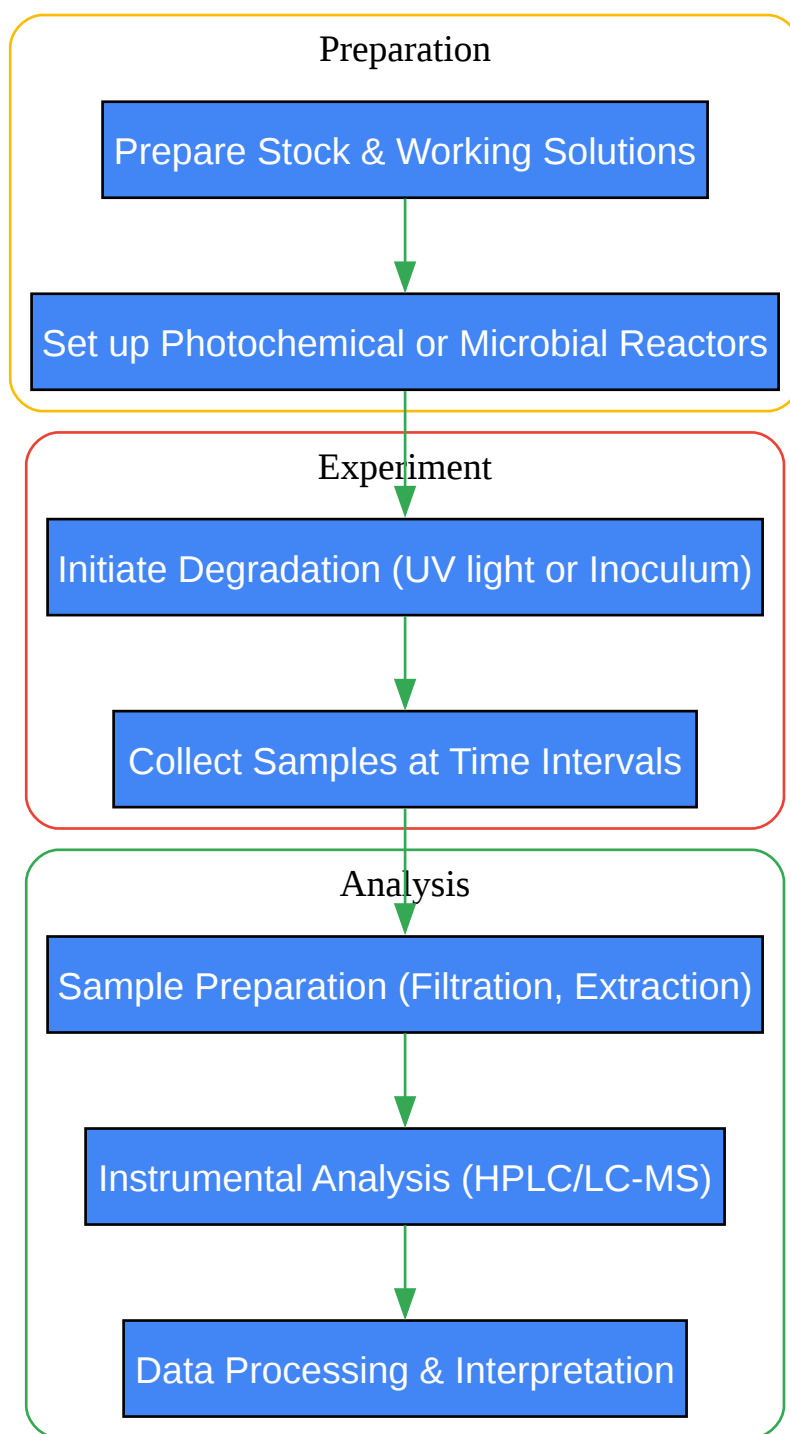 Preparation
Prepare Stock & Working Solutions
Set up Photochemical or Microbial Reactors
Experiment
Initiate Degradation (UV light or Inoculum)
Collect Samples at Time Intervals
Analysis
Sample Preparation (Filtration, Extraction)
Instrumental Analysis (HPLC/LC-MS)
Data Processing & Interpretation